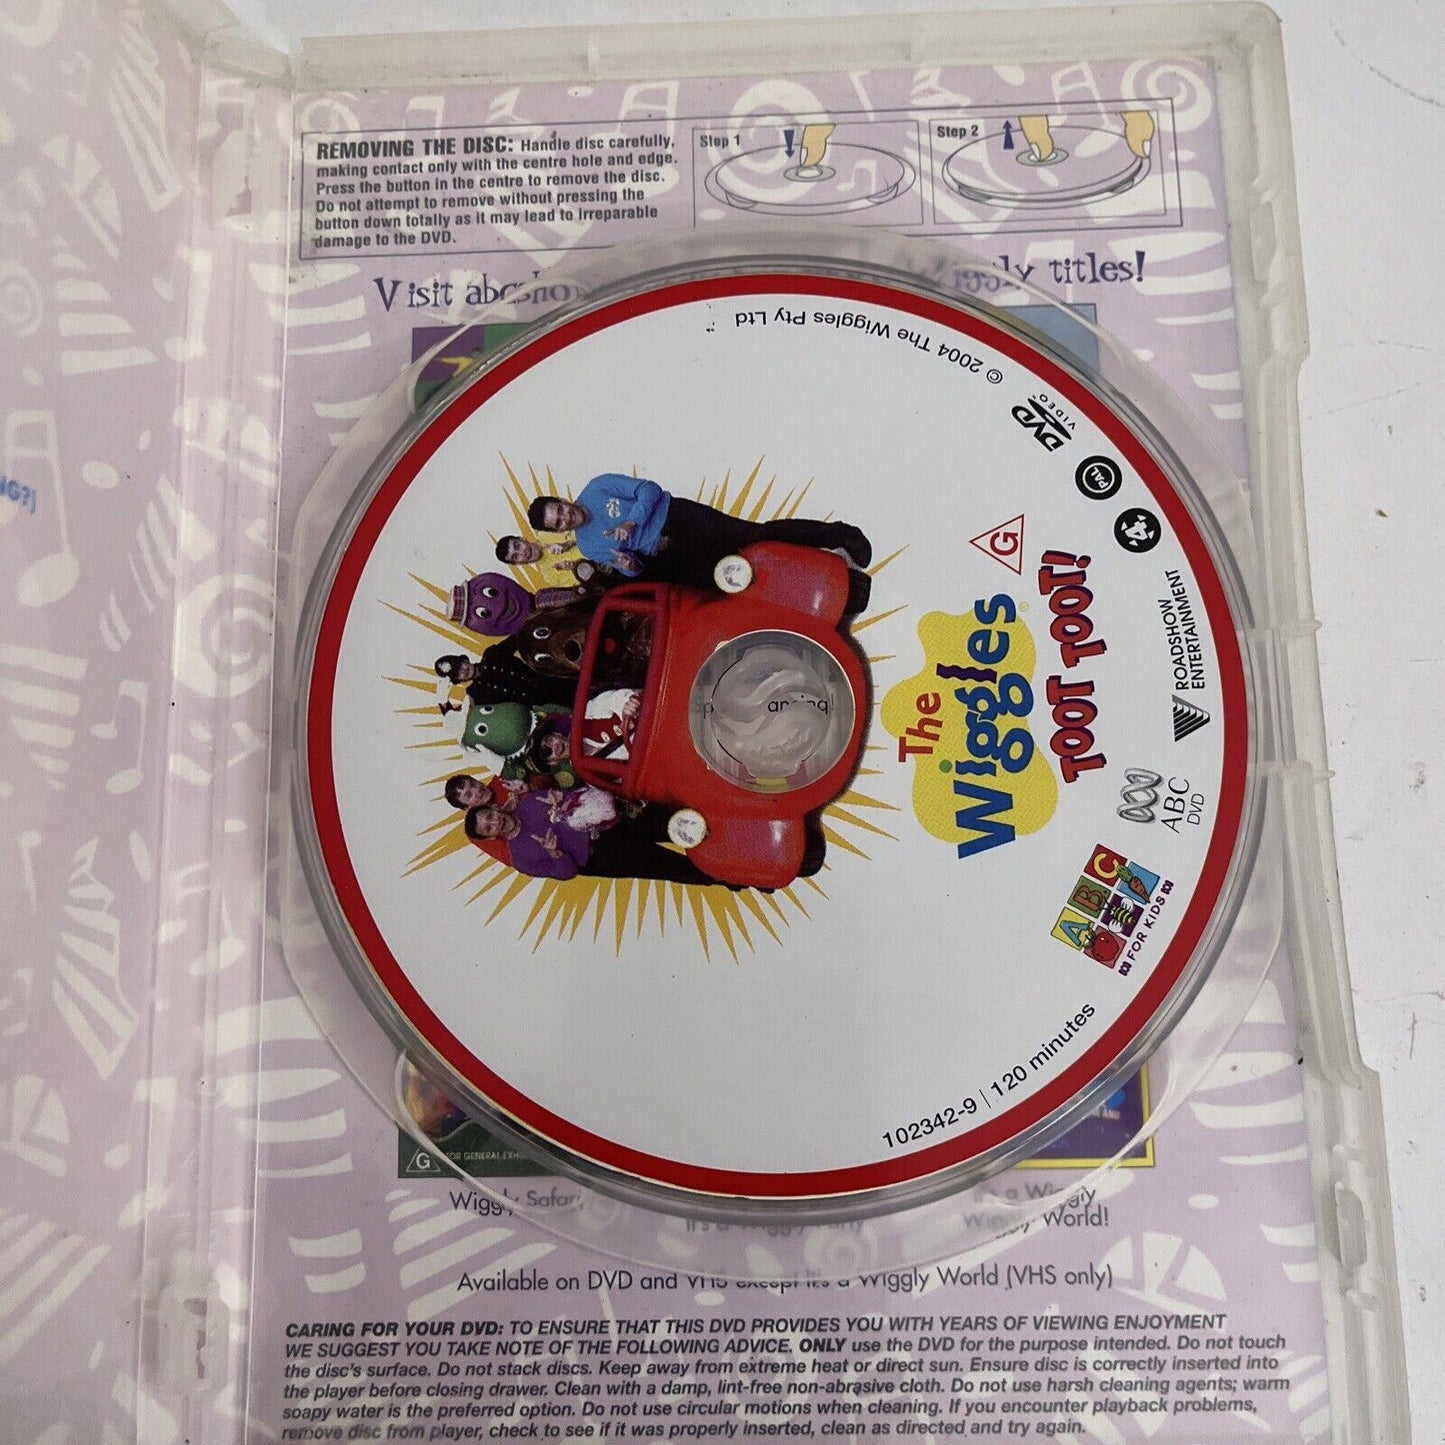 REMOVING THE DISC: Handle disc carefully,
making contact only with the centre hole and edge.
Press the button in the centre to remove the disc.
Do not attempt to remove without pressing the
button down totally as it may lead to irreparable
damage to the DVD.
Step 1
Step 2
Visit titles!
© 2004 The Wiggles Pty Ltd
DVD
VIDEO
PAL
4
G
The
Wiggles
TOOT TOOT!
ROADSHOW
ENTERTAINMENT
ABC
DVD
ABC
FOR KIDS
102342-9 | 120 minutes
G
Wiggly Safari
It's a Wiggly Party
It's a Wiggly
Wiggly World!
Available on DVD and VHS except It's a Wiggly World (VHS only)
CARING FOR YOUR DVD: TO ENSURE THAT THIS DVD PROVIDES YOU WITH YEARS OF VIEWING ENJOYMENT
WE SUGGEST YOU TAKE NOTE OF THE FOLLOWING ADVICE. ONLY use the DVD for the purpose intended. Do not touch
the disc's surface. Do not stack discs. Keep away from extreme heat or direct sun. Ensure disc is correctly inserted into
the player before closing drawer. Clean with a damp, lint-free non-abrasive cloth. Do not use harsh cleaning agents; warm
soapy water is the preferred option. Do not use circular motions when cleaning. If you encounter playback problems,
remove disc from player, check to see if it was properly inserted, clean as directed and try again.